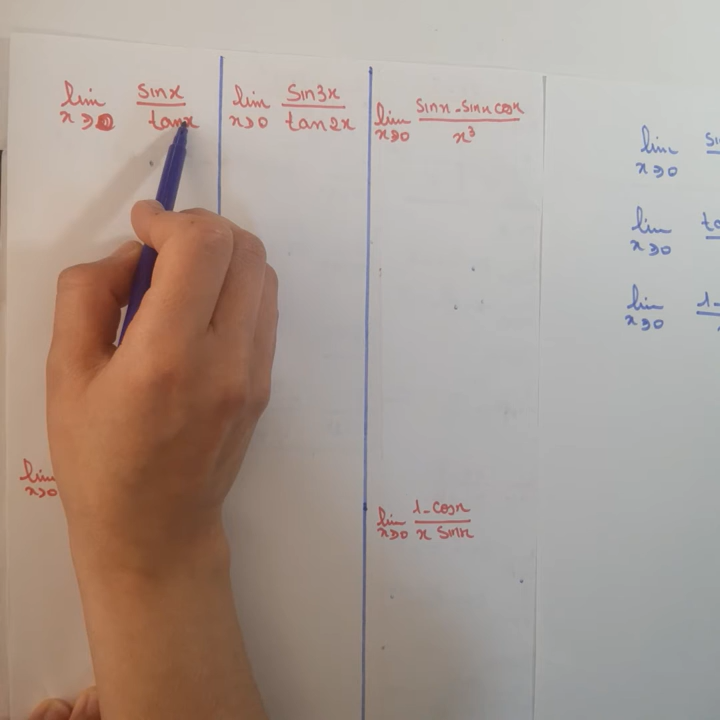 lim x→0 sinx / tanx
lim x→0 sin3x / tan2x
lim x→0 sinx - sinx cosx / x³
lim x→0
lim x→0
lim x→0 1-
lim x→0
lim x→0 1-cosx / x sinx